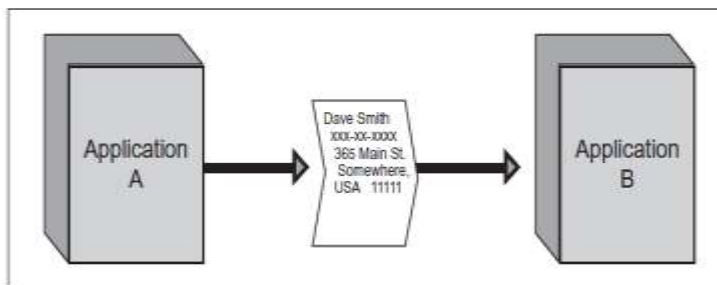 Application
A
Dave Smith
xxx-xx-xxxx
365 Main St.
Somewhere,
USA 11111
Application
B